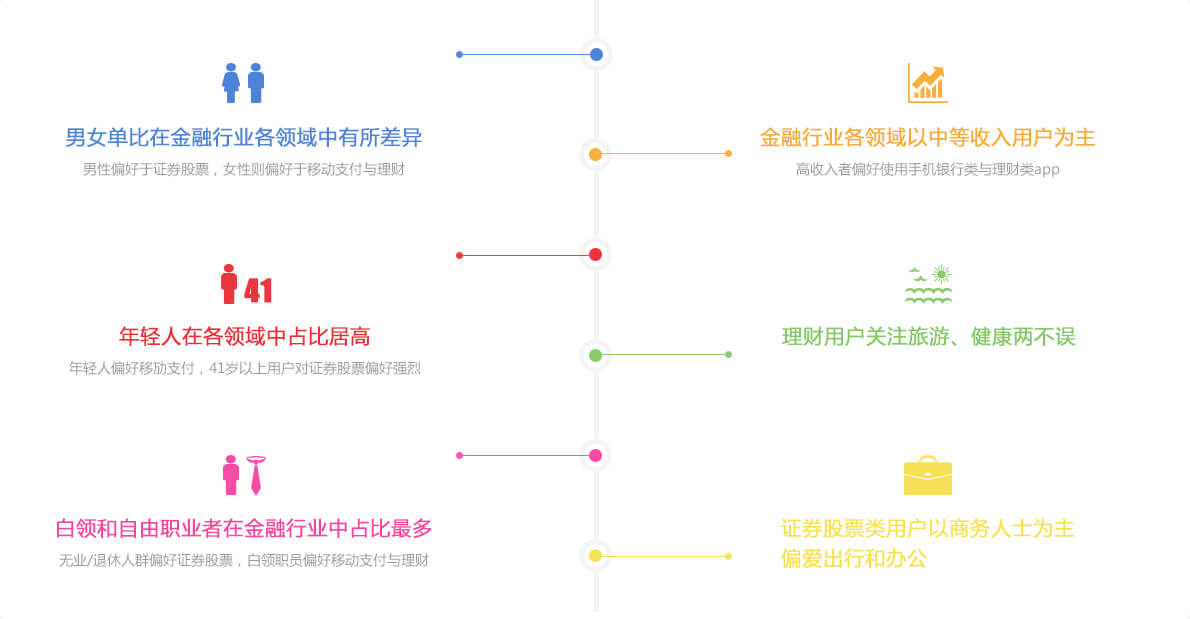 男女单比在金融行业各领域中有所差异
男性偏好于证券股票，女性则偏好于移动支付与理财
金融行业各领域以中等收入用户为主
高收入者偏好使用手机银行类与理财类app
41
年轻人在各领域中占比居高
年轻人偏好移劢支付，41岁以上用户对证券股票偏好强烈
理财用户关注旅游、健康两不误
白领和自由职业者在金融行业中占比最多
无业/退休人群偏好证券股票，白领职员偏好移动支付与理财
证券股票类用户以商务人士为主
偏爱出行和办公